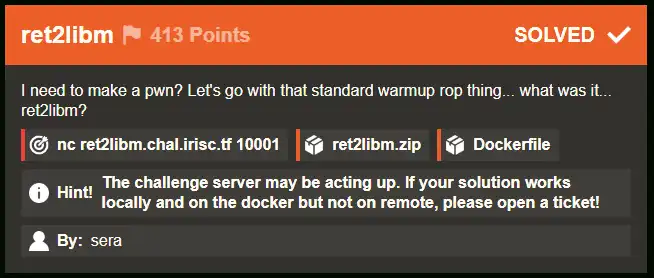 ret2libm 413 Points SOLVED
I need to make a pwn? Let's go with that standard warmup rop thing... what was it...
ret2libm?
nc ret2libm.chal.irisc.tf 10001 ret2libm.zip Dockerfile
Hint! The challenge server may be acting up. If your solution works
locally and on the docker but not on remote, please open a ticket!
By: sera